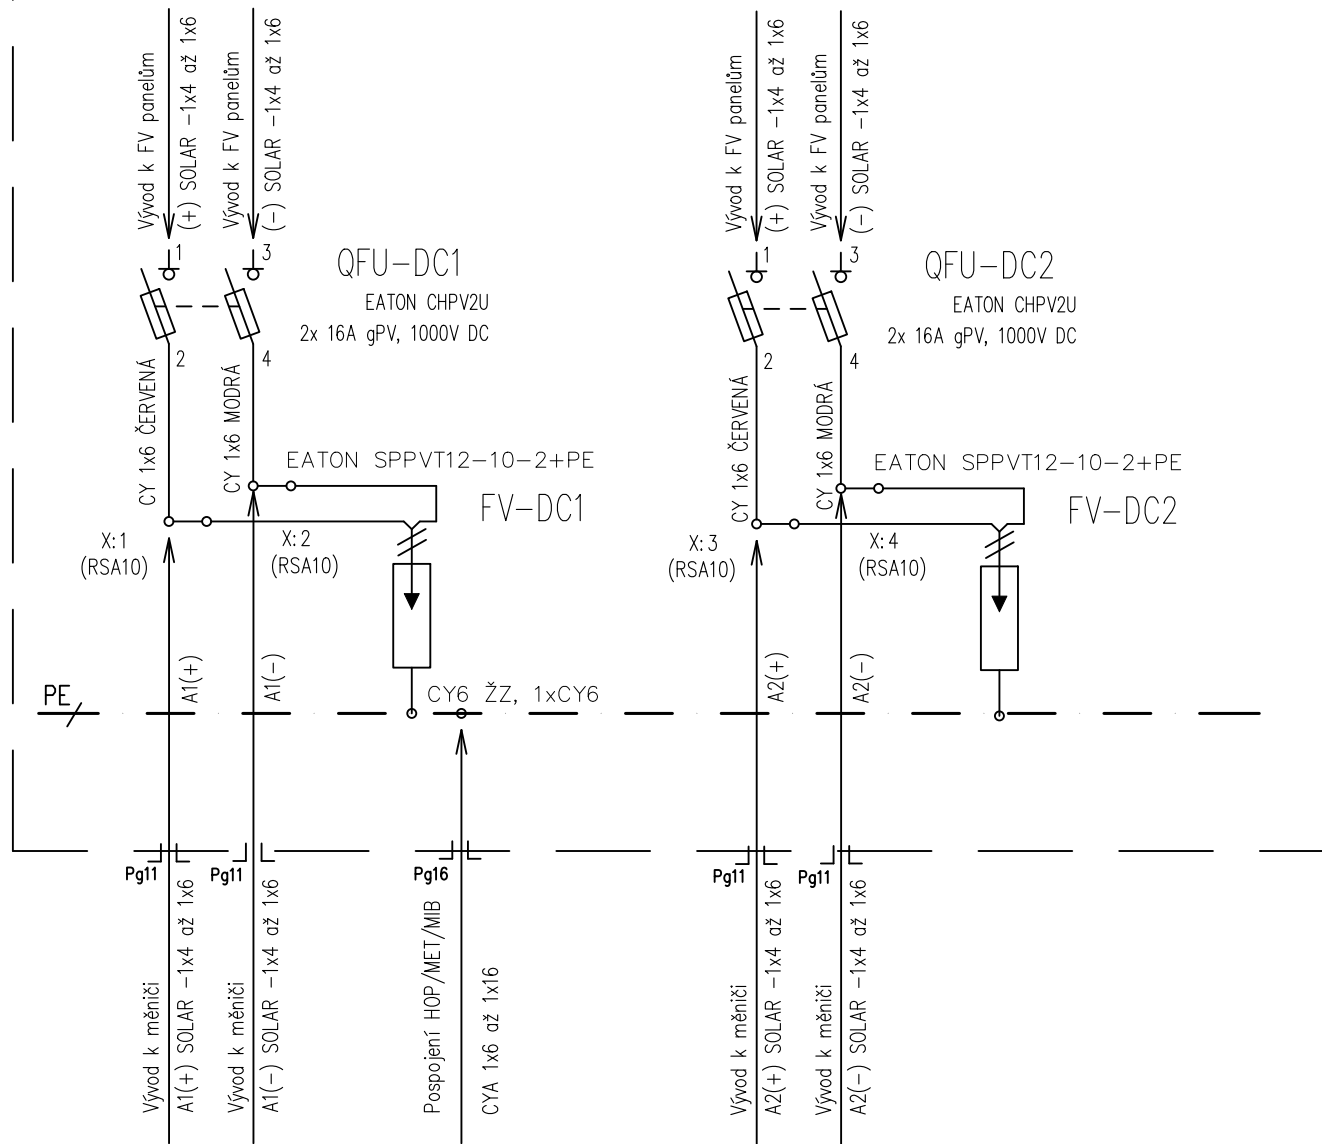 Vývod k FV panelům
(+) SOLAR -1x4 až 1x6
Vývod k FV panelům
(-) SOLAR -1x4 až 1x6
Vývod k FV panelům
(+) SOLAR -1x4 až 1x6
Vývod k FV panelům
(-) SOLAR -1x4 až 1x6
1
3
QFU-DC1
EATON CHPV2U
2x 16A gPV, 1000V DC
2
4
1
3
QFU-DC2
EATON CHPV2U
2x 16A gPV, 1000V DC
2
4
CY 1x6 ČERVENÁ
CY 1x6 MODRÁ
EATON SPPVT12-10-2+PE
FV-DC1
CY 1x6 ČERVENÁ
CY 1x6 MODRÁ
EATON SPPVT12-10-2+PE
FV-DC2
X:1
(RSA10)
X:2
(RSA10)
X:3
(RSA10)
X:4
(RSA10)
A1(+)
A1(-)
A2(+)
A2(-)
PE
CY6 ŽZ, 1xCY6
Pg11
Pg11
Pg16
Pg11
Pg11
Vývod k měniči
A1(+) SOLAR -1x4 až 1x6
Vývod k měniči
A1(-) SOLAR -1x4 až 1x6
Pospojení HOP/MET/MIB
CYA 1x6 až 1x16
Vývod k měniči
A2(+) SOLAR -1x4 až 1x6
Vývod k měniči
A2(-) SOLAR -1x4 až 1x6